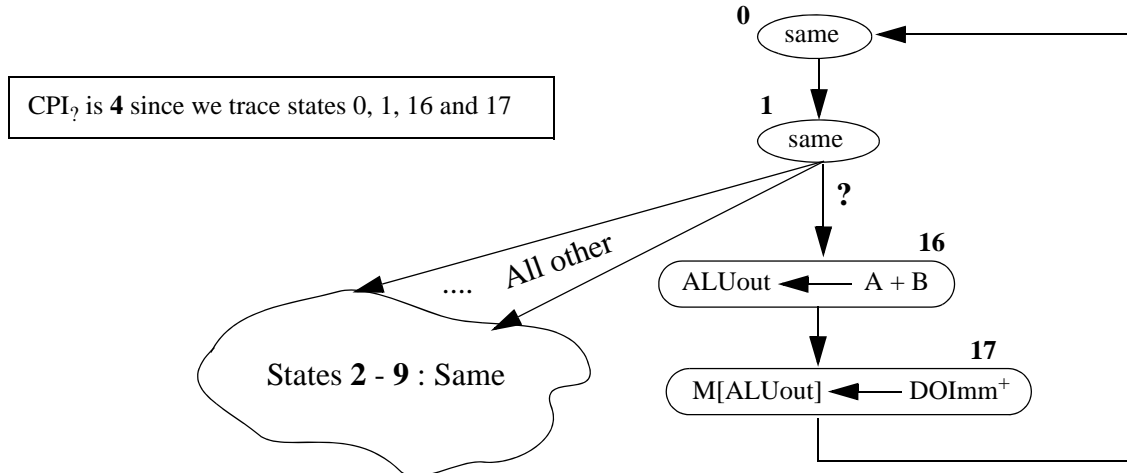 0
same
CPI? is 4 since we trace states 0, 1, 16 and 17
1
same
?
All other
....
16
ALUout A + B
States 2 - 9 : Same
17
M[ALUout] DOImm+